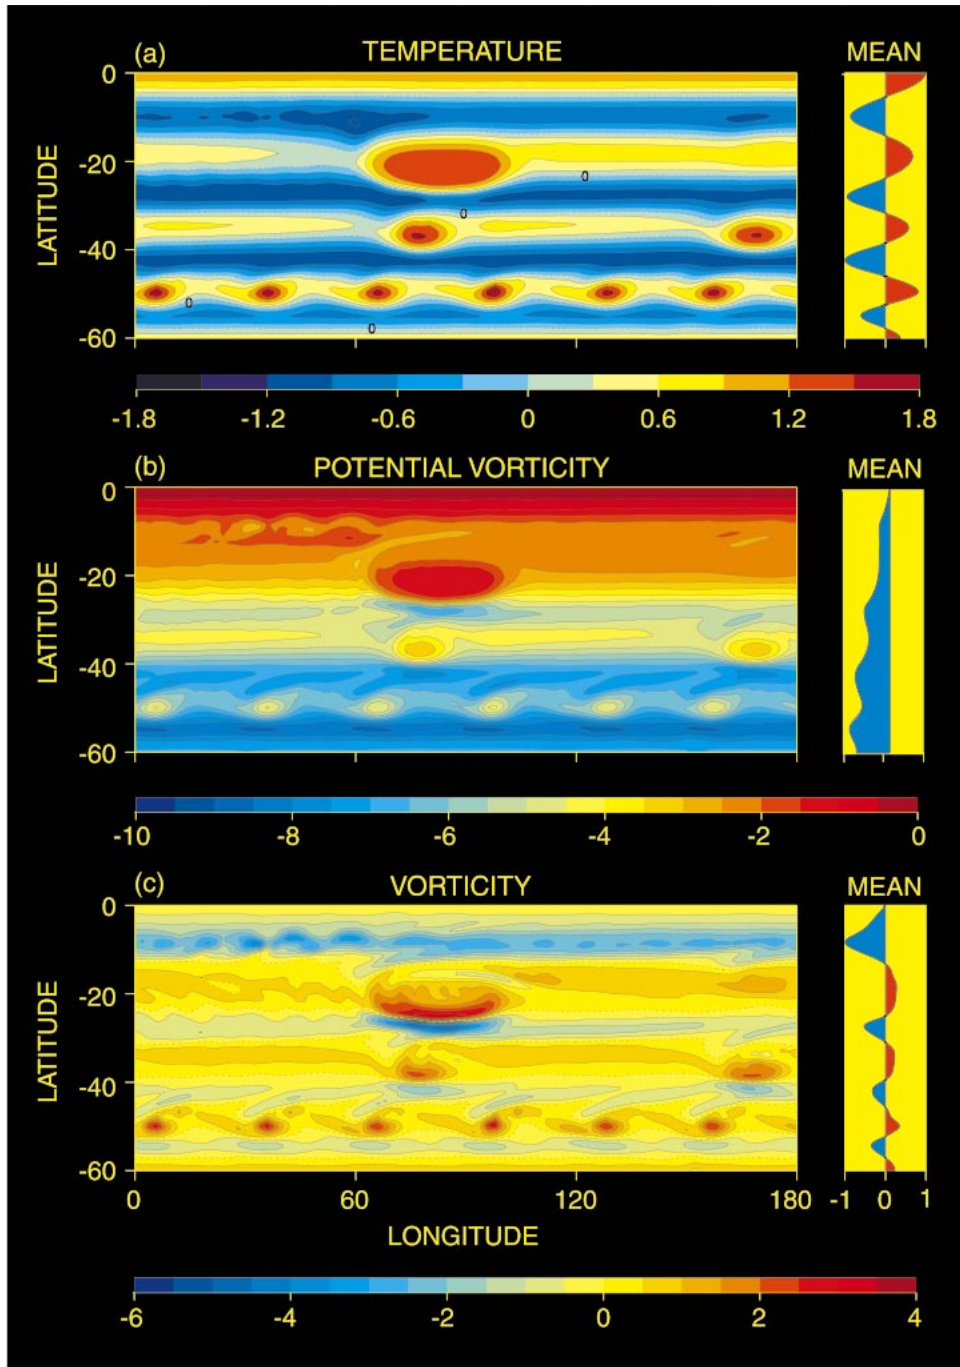 (a) TEMPERATURE MEAN
0
-20
-40
-60
LATITUDE
0
0
0
0
-1.8 -1.2 -0.6 0 0.6 1.2 1.8
(b) POTENTIAL VORTICITY MEAN
0
-20
-40
-60
LATITUDE
-10 -8 -6 -4 -2 0
(c) VORTICITY MEAN
0
-20
-40
-60
LATITUDE
0 60 120 180 -1 0 1
LONGITUDE
-6 -4 -2 0 2 4